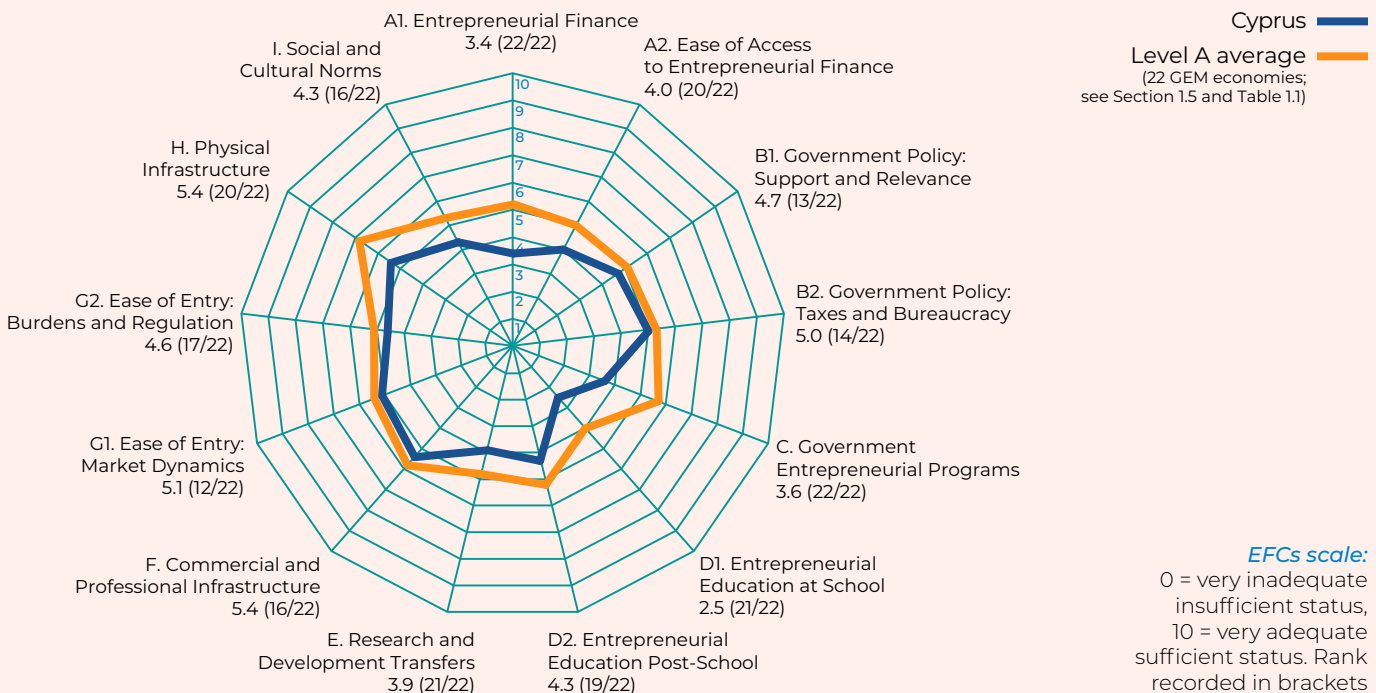 A1. Entrepreneurial Finance
3.4 (22/22)
A2. Ease of Access
to Entrepreneurial Finance
4.0 (20/22)
B1. Government Policy:
Support and Relevance
4.7 (13/22)
B2. Government Policy:
Taxes and Bureaucracy
5.0 (14/22)
C. Government
Entrepreneurial Programs
3.6 (22/22)
D1. Entrepreneurial
Education at School
2.5 (21/22)
D2. Entrepreneurial
Education Post-School
4.3 (19/22)
E. Research and
Development Transfers
3.9 (21/22)
F. Commercial and
Professional Infrastructure
5.4 (16/22)
G1. Ease of Entry:
Market Dynamics
5.1 (12/22)
G2. Ease of Entry:
Burdens and Regulation
4.6 (17/22)
H. Physical
Infrastructure
5.4 (20/22)
I. Social and
Cultural Norms
4.3 (16/22)
10
9
8
7
6
5
4
3
2
1
Cyprus
Level A average
(22 GEM economies;
see Section 1.5 and Table 1.1)
EFCs scale:
0 = very inadequate
insufficient status,
10 = very adequate
sufficient status. Rank
recorded in brackets